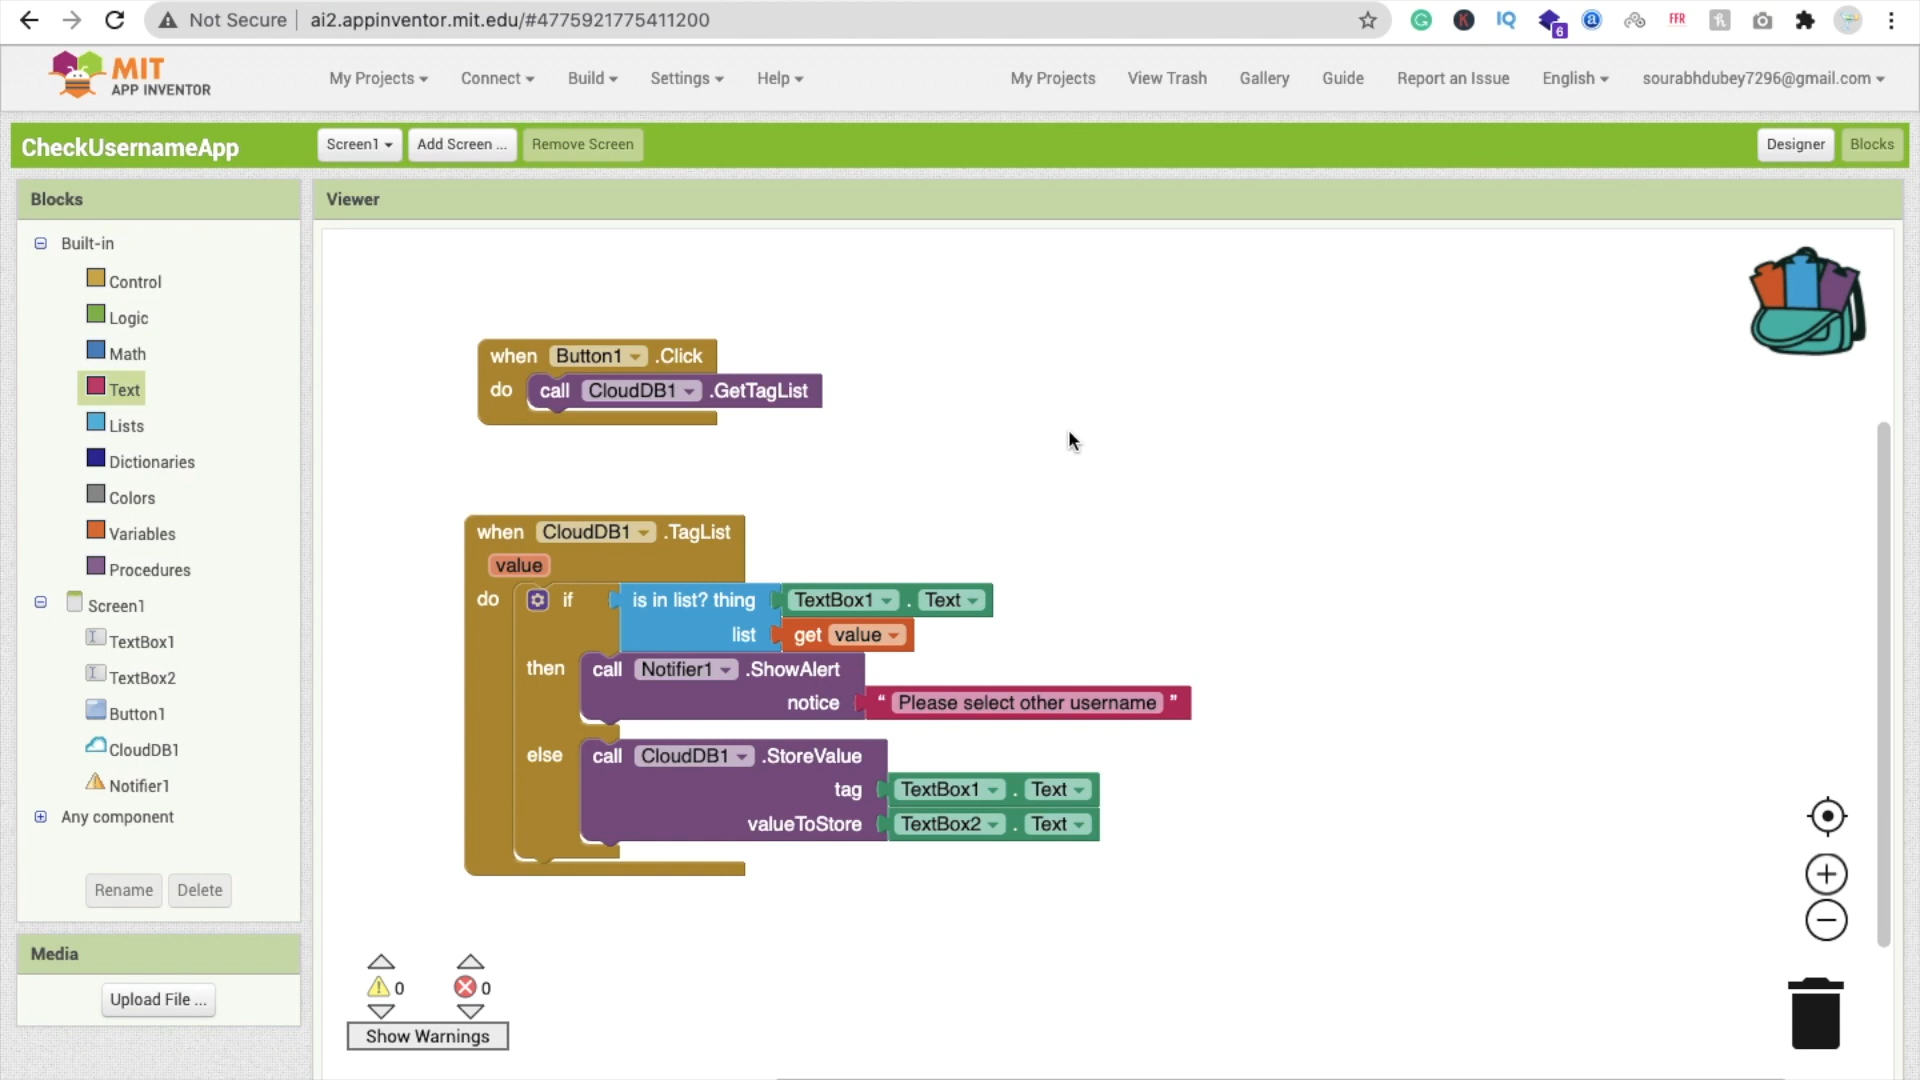 Not Secure
ai2.appinventor.mit.edu/#4775921775411200
K
IQ
6
a
FFR
MIT
APP INVENTOR
My Projects
Connect
Build
Settings
Help
My Projects
View Trash
Gallery
Guide
Report an Issue
English
sourabhdubey7296@gmail.com
CheckUsernameApp
Screen1
Add Screen ...
Remove Screen
Designer
Blocks
Blocks
Viewer
Built-in
Control
Logic
Math
Text
Lists
Dictionaries
Colors
Variables
Procedures
Screen1
TextBox1
TextBox2
Button1
CloudDB1
Notifier1
Any component
Rename
Delete
Media
Upload File ...
when Button1 .Click
do call CloudDB1 .GetTagList
when CloudDB1 .TagList
value
do if is in list? thing TextBox1 . Text
list get value
then call Notifier1 .ShowAlert
notice “ Please select other username ”
else call CloudDB1 .StoreValue
tag TextBox1 . Text
valueToStore TextBox2 . Text
0
0
Show Warnings